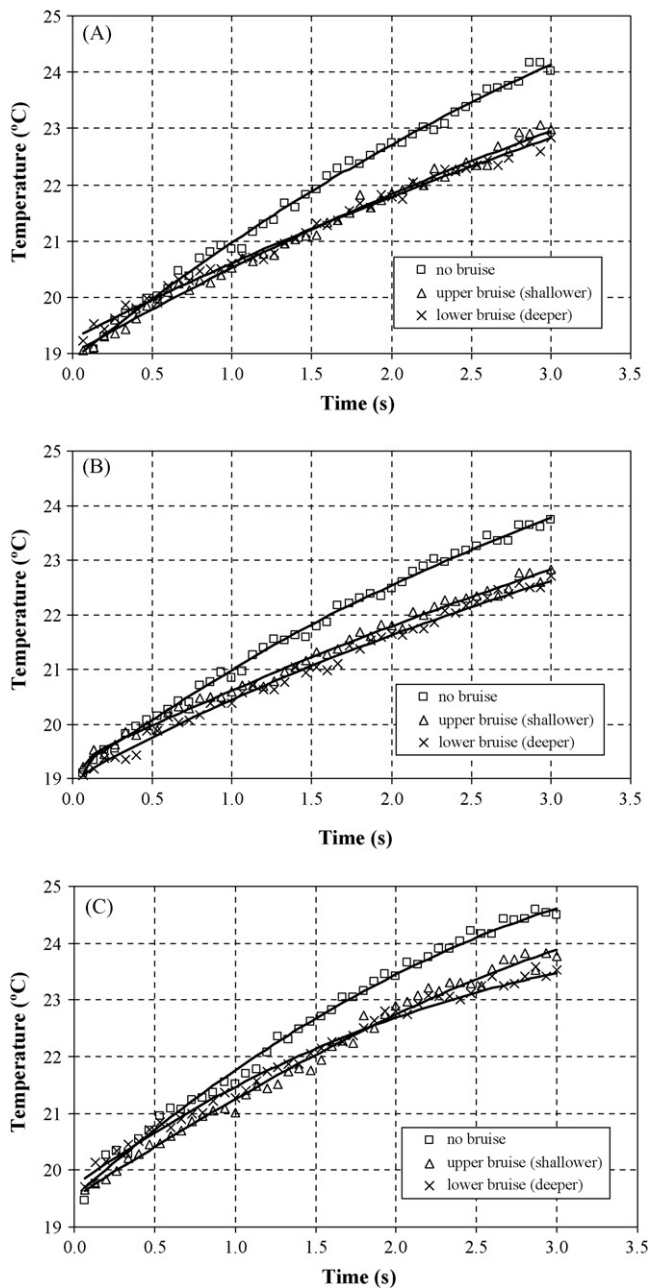 (A)
25
24
23
22
21
20
19
Temperature (ºC)
0.0 0.5 1.0 1.5 2.0 2.5 3.0 3.5
Time (s)
no bruise
upper bruise (shallower)
lower bruise (deeper)
(B)
25
24
23
22
21
20
19
Temperature (ºC)
0.0 0.5 1.0 1.5 2.0 2.5 3.0 3.5
Time (s)
no bruise
upper bruise (shallower)
lower bruise (deeper)
(C)
25
24
23
22
21
20
19
Temperature (ºC)
0.0 0.5 1.0 1.5 2.0 2.5 3.0 3.5
Time (s)
no bruise
upper bruise (shallower)
lower bruise (deeper)